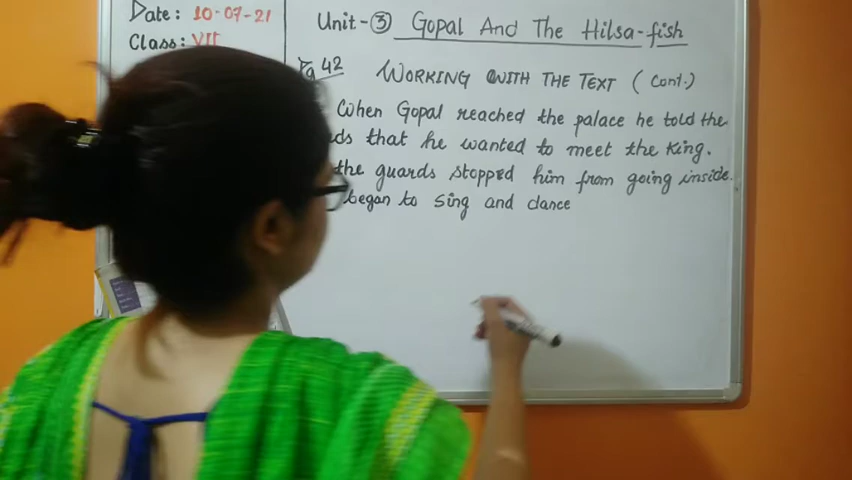 Date: 10-07-21
Class: VII
Unit-③ Gopal And The Hilsa-fish
Pg 42
WORKING WITH THE TEXT (Cont.)
When Gopal reached the palace he told the
that he wanted to meet the King.
the guards stopped him from going inside.
began to sing and dance